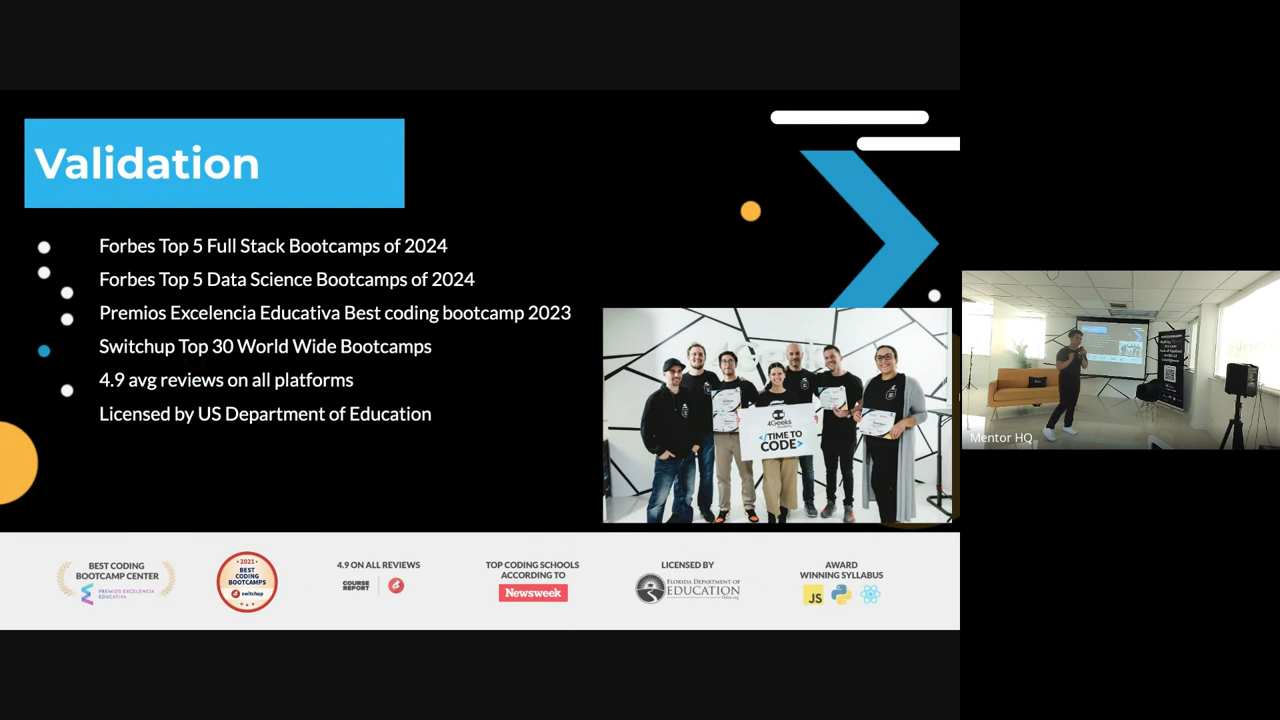 Validation
Forbes Top 5 Full Stack Bootcamps of 2024
Forbes Top 5 Data Science Bootcamps of 2024
Premios Excelencia Educativa Best coding bootcamp 2023
Switchup Top 30 World Wide Bootcamps
4.9 avg reviews on all platforms
Licensed by US Department of Education
4Geeks
</TIME TO
CODE>
BEST CODING
BOOTCAMP CENTER
PREMIOS EXCELENCIA
EDUCATIVA
• 2021 •
BEST
CODING
BOOTCAMPS
switchup
4.9 ON ALL REVIEWS
COURSE
REPORT
TOP CODING SCHOOLS
ACCORDING TO
Newsweek
LICENSED BY
FLORIDA DEPARTMENT OF
EDUCATION
fldoe.org
AWARD
WINNING SYLLABUS
JS
Mentor HQ